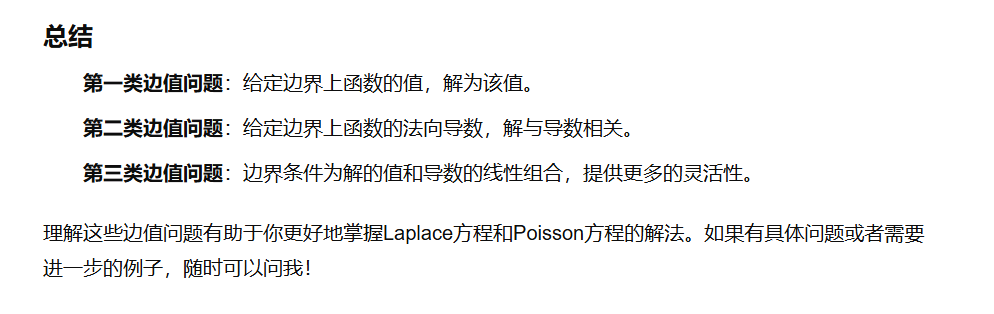 总结
第一类边值问题：给定边界上函数的值，解为该值。
第二类边值问题：给定边界上函数的法向导数，解与导数相关。
第三类边值问题：边界条件为解的值和导数的线性组合，提供更多的灵活性。
理解这些边值问题有助于你更好地掌握Laplace方程和Poisson方程的解法。如果有具体问题或者需要
进一步的例子，随时可以问我！